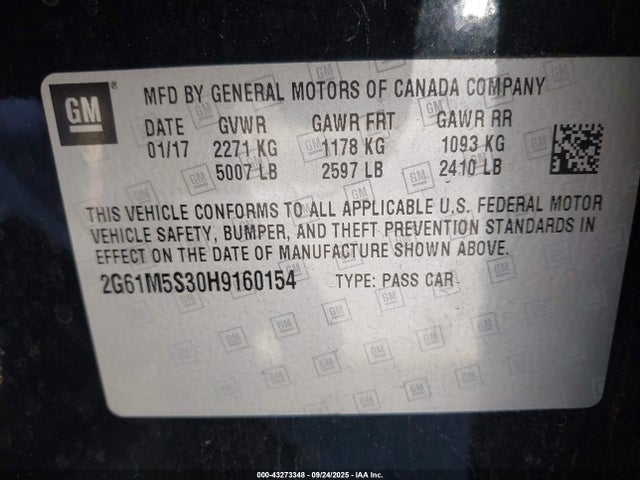 GM
MFD BY GENERAL MOTORS OF CANADA COMPANY
DATE GVWR GAWR FRT GAWR RR
01/17 2271 KG 1178 KG 1093 KG
5007 LB 2597 LB 2410 LB
THIS VEHICLE CONFORMS TO ALL APPLICABLE U.S. FEDERAL MOTOR
VEHICLE SAFETY, BUMPER, AND THEFT PREVENTION STANDARDS IN
EFFECT ON THE DATE OF MANUFACTURE SHOWN ABOVE.
2G61M5S30H9160154 TYPE: PASS CAR
000-43273348 - 09/24/2025 - IAA Inc.